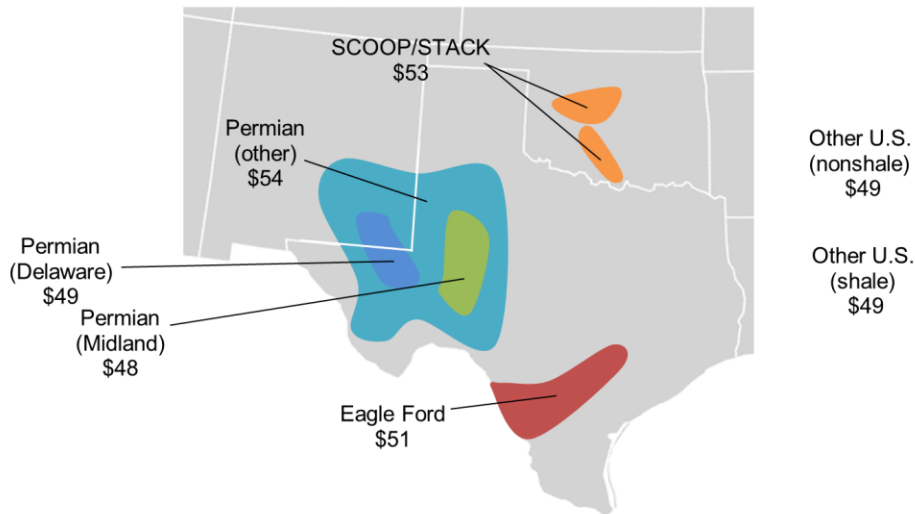 SCOOP/STACK
$53
Permian
(other)
$54
Other U.S.
(nonshale)
$49
Permian
(Delaware)
$49
Other U.S.
(shale)
$49
Permian
(Midland)
$48
Eagle Ford
$51